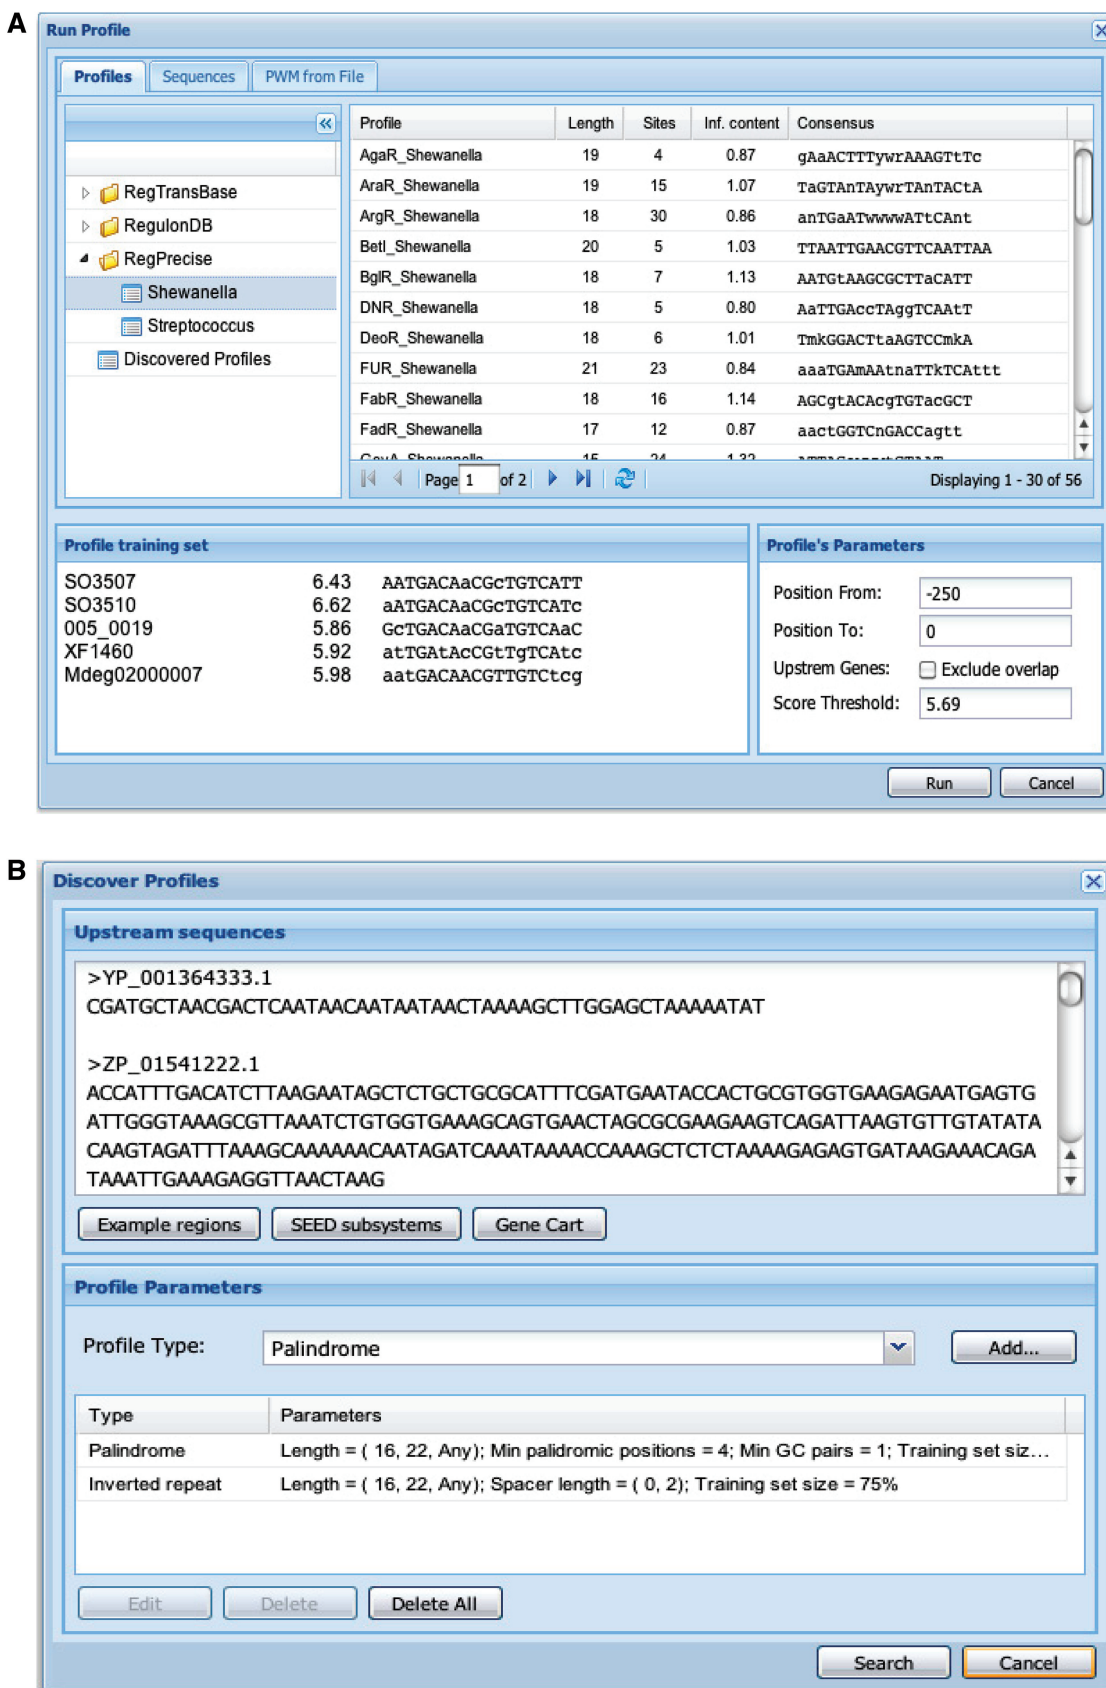 A
Run Profile
Profiles Sequences PWM from File
Profile Length Sites Inf. content Consensus
RegTransBase
RegulonDB
RegPrecise
Shewanella
Streptococcus
Discovered Profiles
AgaR_Shewanella 19 4 0.87 gAaACTTTywrAAAGTtTc
AraR_Shewanella 19 15 1.07 TaGTAnTAywrTAnTACtA
ArgR_Shewanella 18 30 0.86 anTGaATwwwwATtCAnt
BetI_Shewanella 20 5 1.03 TTAATTGAACGTTCAATTAA
BglR_Shewanella 18 7 1.13 AATGtAAGCGCTTaCATT
DNR_Shewanella 18 5 0.80 AaTTGAccTAggTCAAtT
DeoR_Shewanella 18 6 1.01 TmkGGACTtaAGTCCmkA
FUR_Shewanella 21 23 0.84 aaaTGAmAAtnaTTkTCAttt
FabR_Shewanella 18 16 1.14 AGCgtACAcgTGTacGCT
FadR_Shewanella 17 12 0.87 aactGGTCnGACCagtt
Page 1 of 2 Displaying 1 - 30 of 56
Profile training set
SO3507 6.43 AATGACAaCGcTGTCATT
SO3510 6.62 aATGACAaCGcTGTCATc
005_0019 5.86 GcTGACAaCGaTGTCAaC
XF1460 5.92 atTGAtAcCGtTgTCAtc
Mdeg02000007 5.98 aatGACAACGTTGTCtcg
Profile's Parameters
Position From: -250
Position To: 0
Upstrem Genes: Exclude overlap
Score Threshold: 5.69
Run Cancel
B
Discover Profiles
Upstream sequences
>YP_001364333.1
CGATGCTAACGACTCAATAACAATAATAACTAAAAGCTTGGAGCTAAAAATAT
>ZP_01541222.1
ACCATTTGACATCTTAAGAATAGCTCTGCTGCGCATTTCGATGAATACCACTGCGTGGTGAAGAGAATGAGTG
ATTGGGTAAAGCGTTAAATCTGTGGTGAAAGCAGTGAACTAGCGCGAAGAAGTCAGATTAAGTGTTGTATATA
CAAGTAGATTTAAAGCAAAAAACAATAGATCAAATAAAACCAAAGCTCTCTAAAAGAGAGTGATAAGAAACAGA
TAAATTGAAAGAGGTTAACTAAG
Example regions SEED subsystems Gene Cart
Profile Parameters
Profile Type: Palindrome Add...
Type Parameters
Palindrome Length = ( 16, 22, Any); Min palidromic positions = 4; Min GC pairs = 1; Training set siz...
Inverted repeat Length = ( 16, 22, Any); Spacer length = ( 0, 2); Training set size = 75%
Edit Delete Delete All
Search Cancel